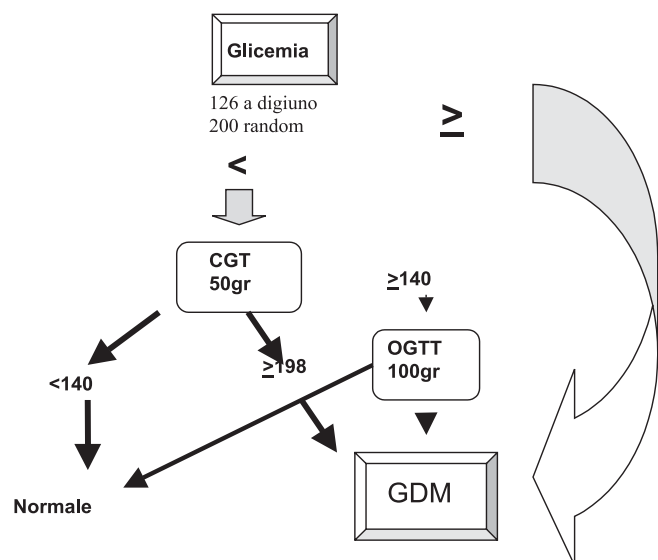 Glicemia
126 a digiuno
200 random
≥
<
CGT
50gr
≥140
OGTT
100gr
≥198
<140
GDM
Normale